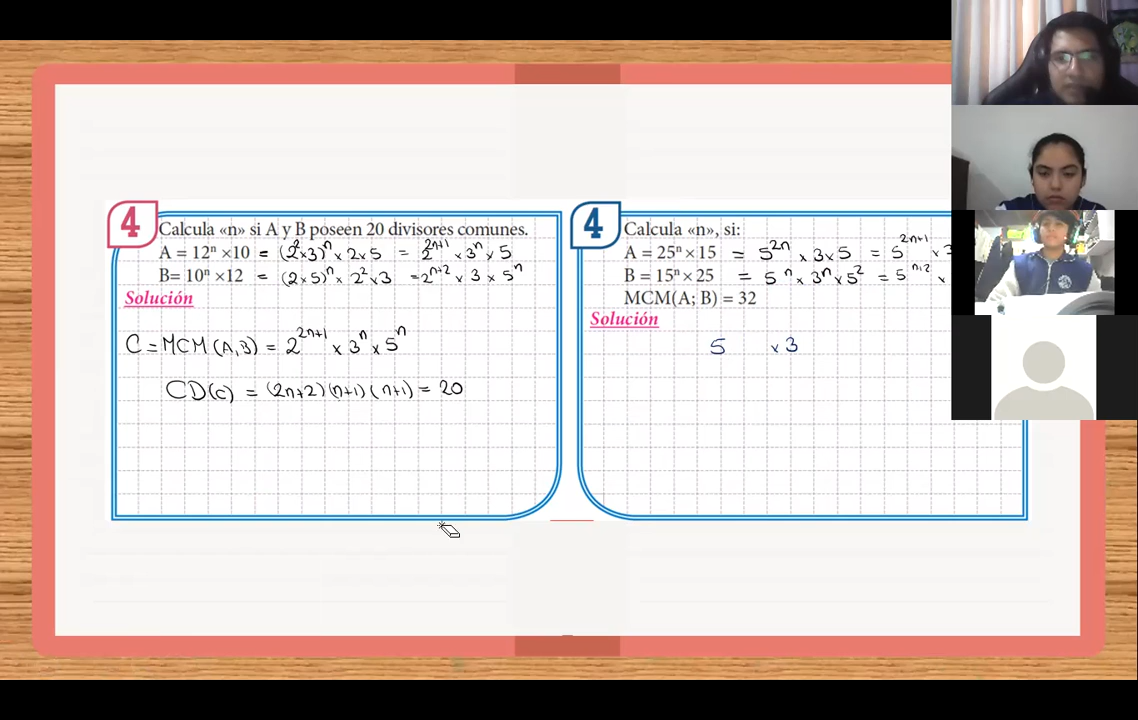 4
Calcula «n» si A y B poseen 20 divisores comunes.
A = 12ⁿ ×10 = (2²×3)ⁿ × 2 × 5 = 2²ⁿ⁺¹ × 3ⁿ × 5
B= 10ⁿ ×12 = (2×5)ⁿ × 2² × 3 = 2ⁿ⁺² × 3 × 5ⁿ
Solución
C = MCM (A,B) = 2²ⁿ⁺¹ × 3ⁿ × 5ⁿ
CD(C) = (2n+2) (n+1) (n+1) = 20
4
Calcula «n», si:
A = 25ⁿ ×15 = 5²ⁿ × 3 × 5 = 5²ⁿ⁺¹ ×
B = 15ⁿ ×25 = 5ⁿ × 3ⁿ × 5² = 5ⁿ⁺² ×
MCM(A; B) = 32
Solución
5 × 3